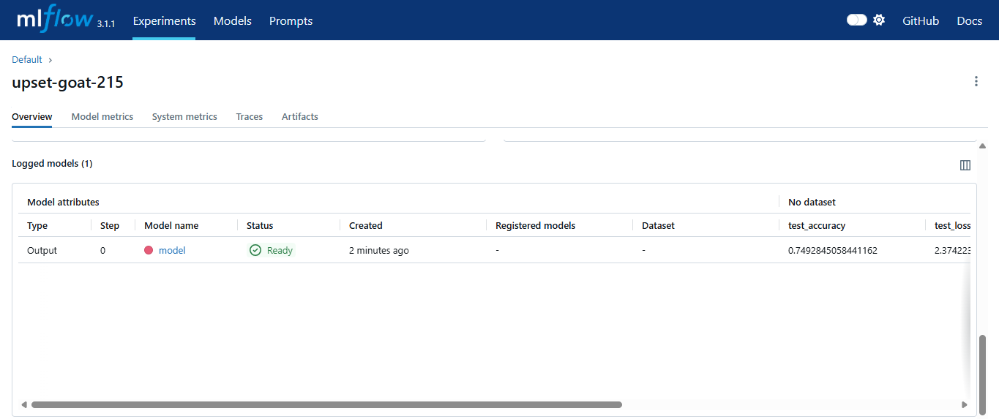 mlflow 3.1.1 Experiments Models Prompts GitHub Docs
Default ›
upset-goat-215
Overview Model metrics System metrics Traces Artifacts
Logged models (1)
Model attributes No dataset
Type Step Model name Status Created Registered models Dataset test_accuracy test_loss
Output 0 model Ready 2 minutes ago - - 0.7492845058441162 2.374223